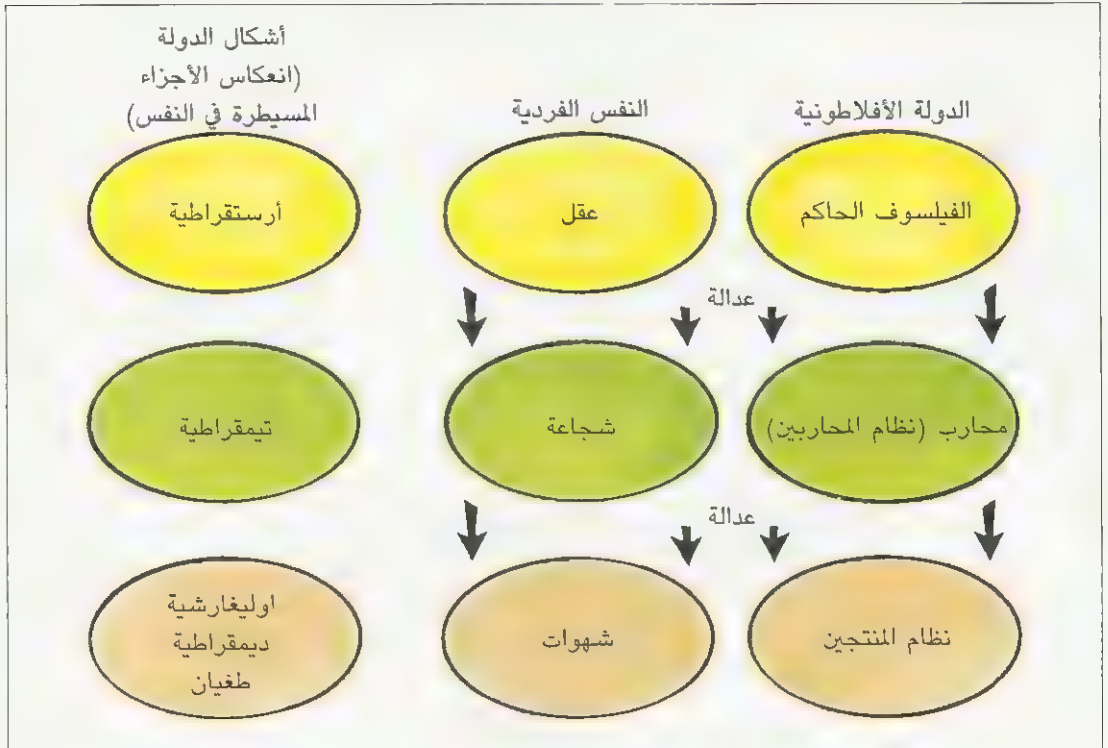 الدولة الأفلاطونية
النفس الفردية
أشكال الدولة
(انعكاس الأجزاء
المسيطرة في النفس)
الفيلسوف الحاكم
عقل
أرستقراطية
عدالة
محارب (نظام المحاربين)
شجاعة
تيمقراطية
عدالة
نظام المنتجين
شهوات
اوليغارشية
ديمقراطية
طغيان